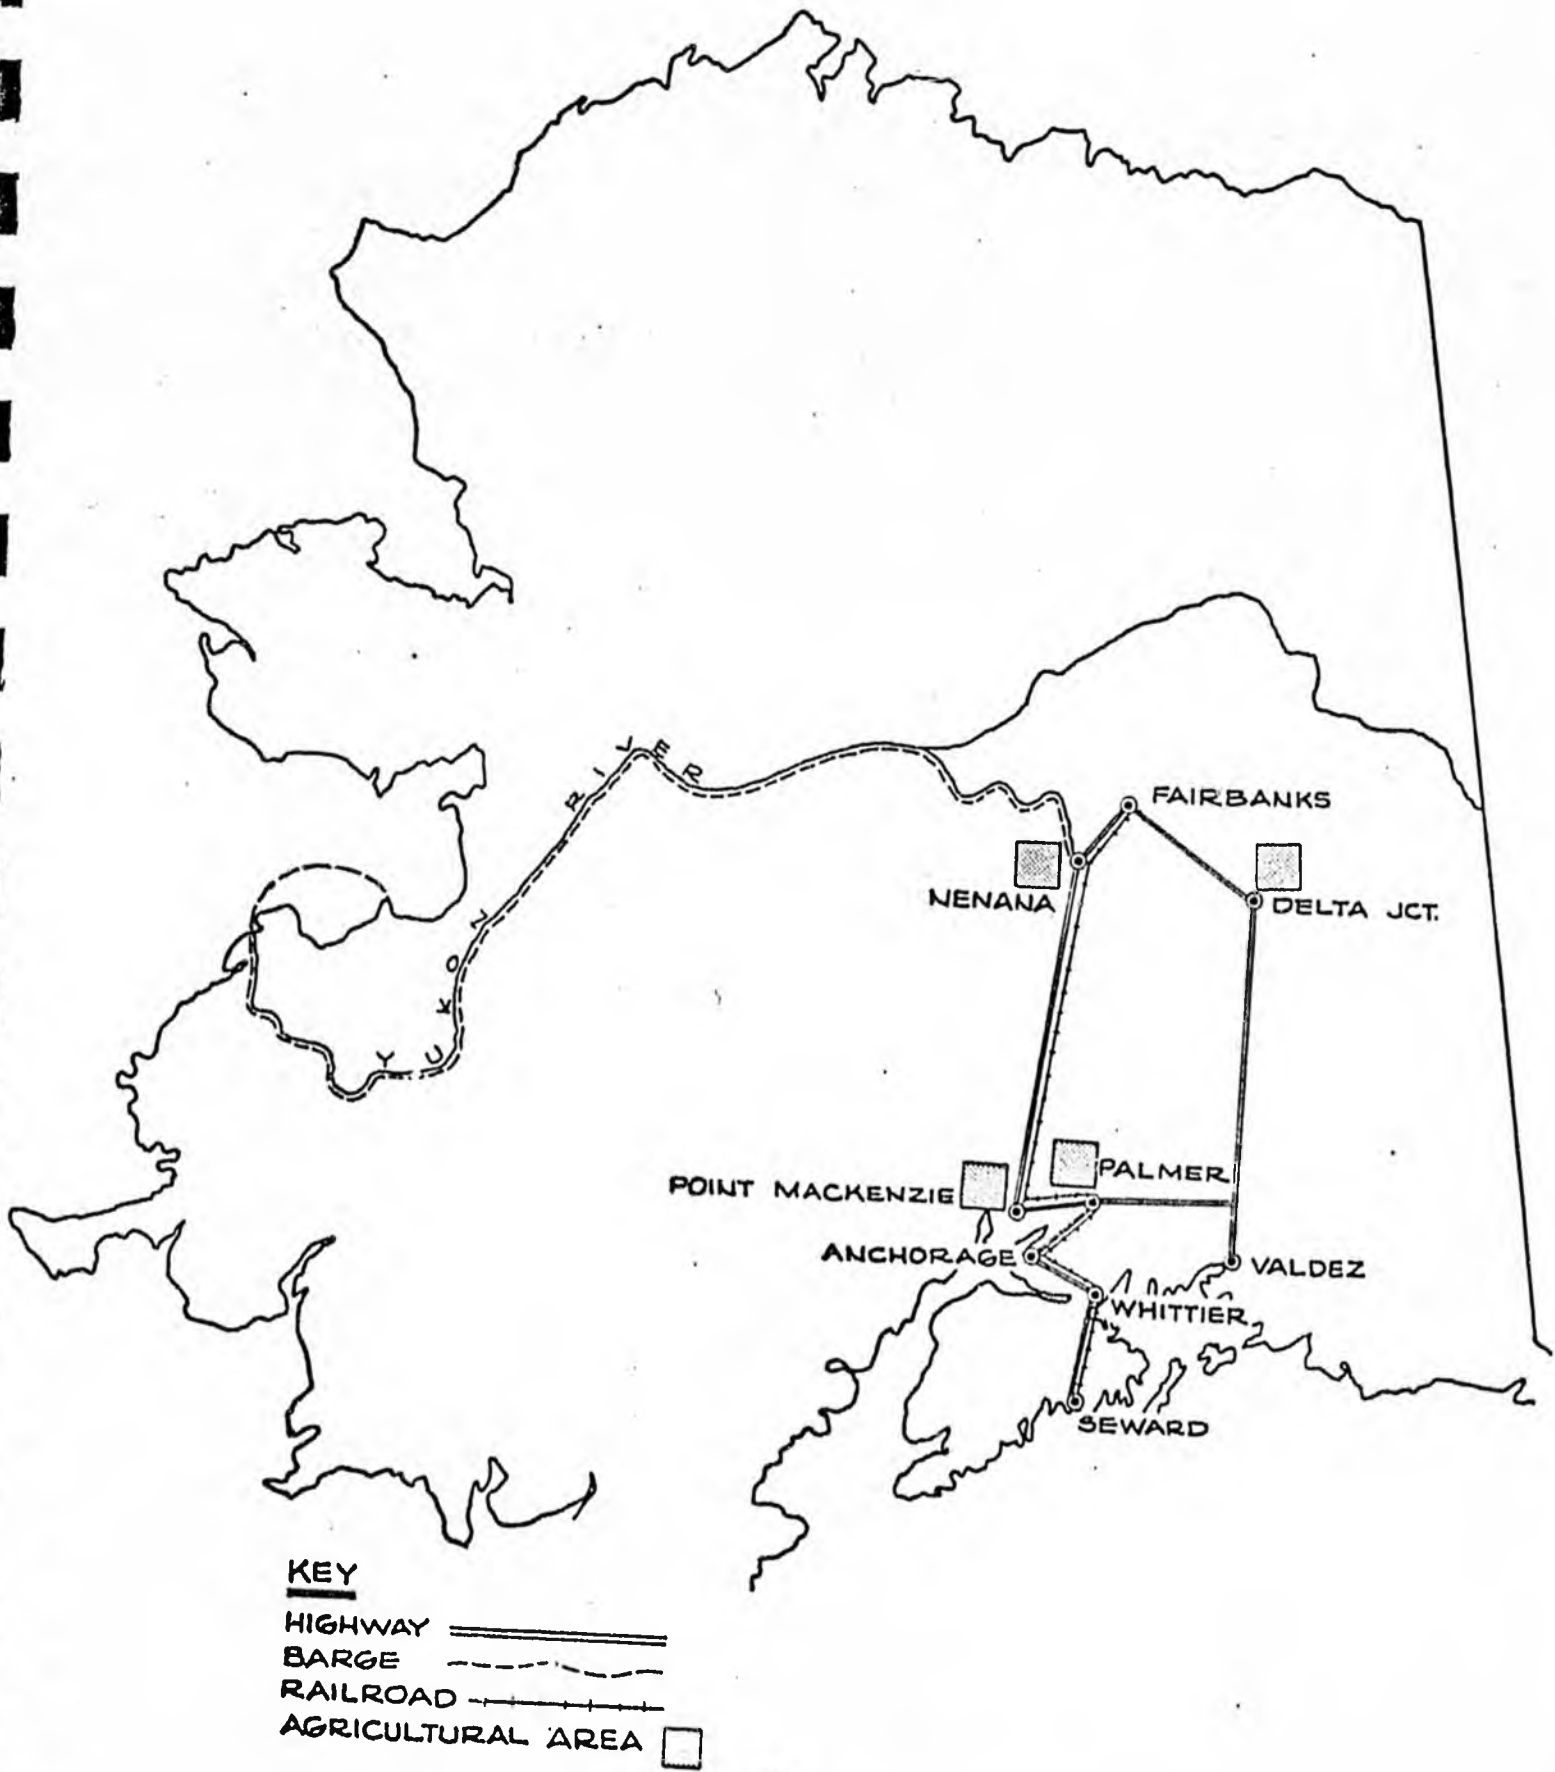 YUKON RIVER
FAIRBANKS
NENANA
DELTA JCT.
PALMER
POINT MACKENZIE
ANCHORAGE
VALDEZ
WHITTIER
SEWARD
KEY
HIGHWAY
BARGE
RAILROAD
AGRICULTURAL AREA